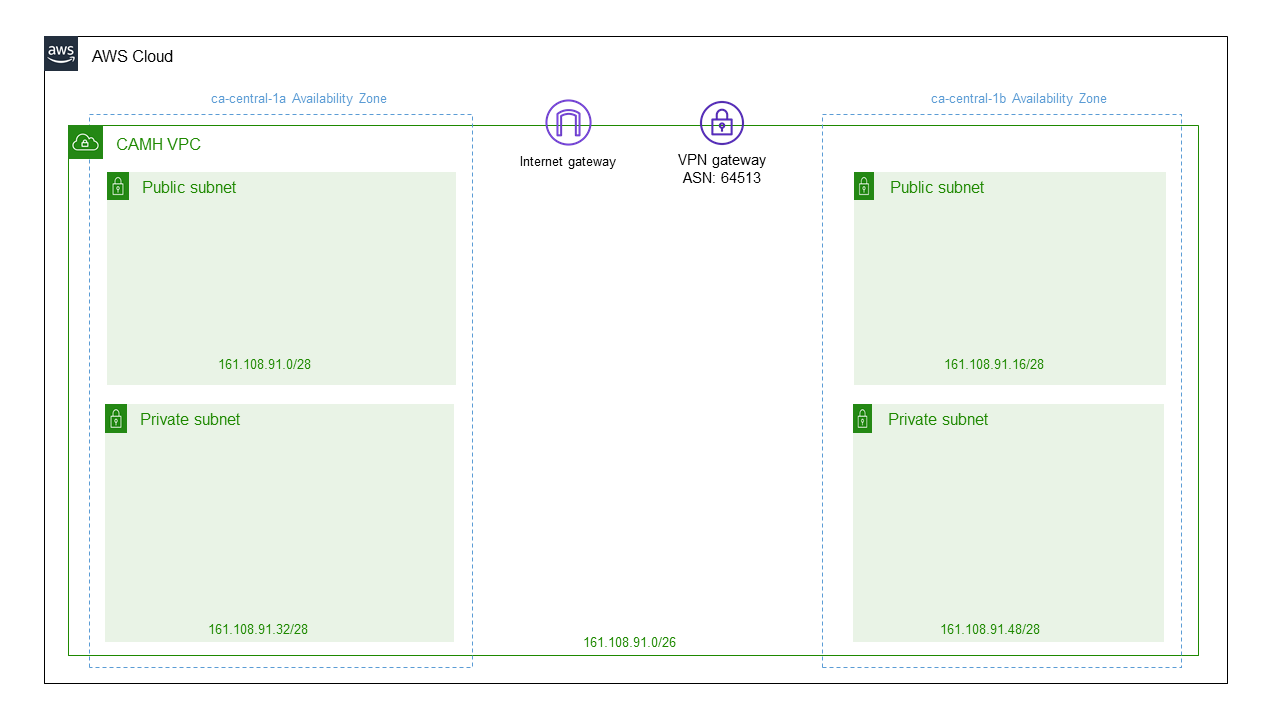 aws
AWS Cloud
ca-central-1a Availability Zone
ca-central-1b Availability Zone
CAMH VPC
Internet gateway
VPN gateway
ASN: 64513
Public subnet
Public subnet
161.108.91.0/28
161.108.91.16/28
Private subnet
Private subnet
161.108.91.32/28
161.108.91.48/28
161.108.91.0/26